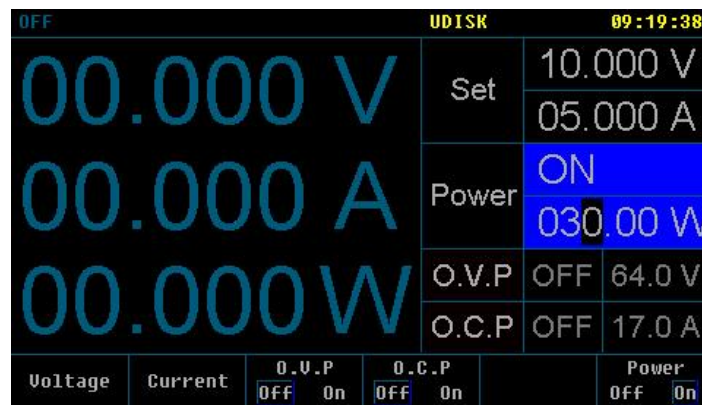 OFF UDISK 09:19:38
00.000 V
00.000 A
00.000 W
Set 10.000 V
05.000 A
Power ON
030.00 W
O.V.P OFF 64.0 V
O.C.P OFF 17.0 A
Voltage Current O.V.P Off On O.C.P Off On Power Off On